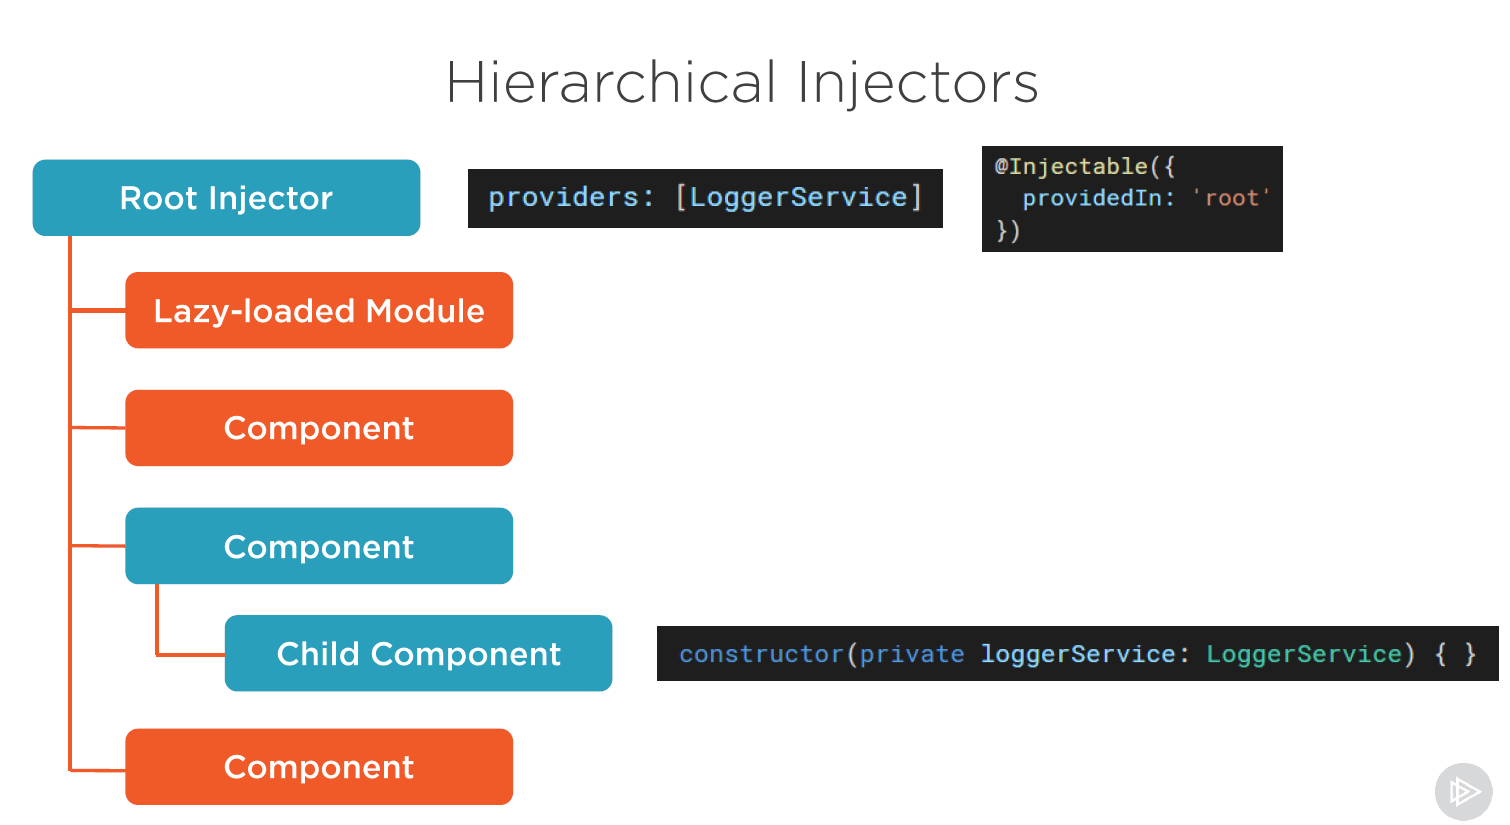 Hierarchical Injectors
Root Injector
providers: [LoggerService]
@Injectable({
providedIn: 'root'
})
Lazy-loaded Module
Component
Component
Child Component
constructor(private loggerService: LoggerService) { }
Component